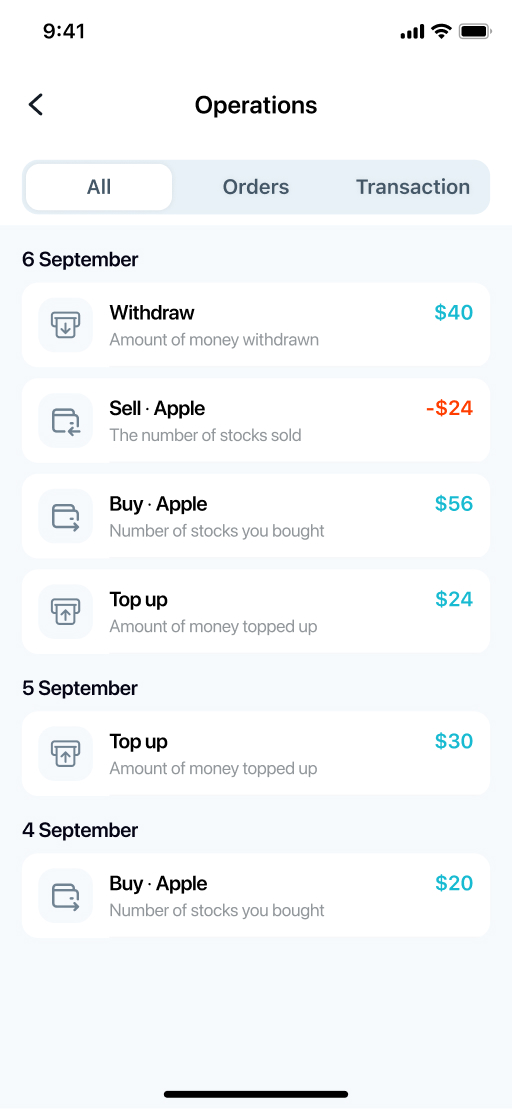 9:41
Operations
All Orders Transaction
6 September
Withdraw $40
Amount of money withdrawn
Sell · Apple -$24
The number of stocks sold
Buy · Apple $56
Number of stocks you bought
Top up $24
Amount of money topped up
5 September
Top up $30
Amount of money topped up
4 September
Buy · Apple $20
Number of stocks you bought